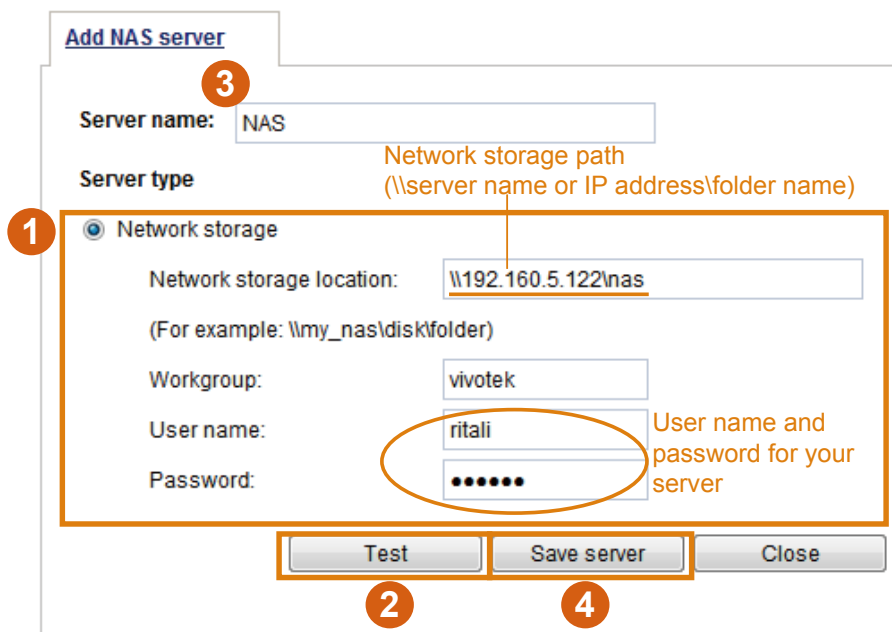 Add NAS server
3
Server name: NAS
Network storage path
(\\server name or IP address\folder name)
Server type
1
Network storage
Network storage location: \\192.160.5.122\nas
(For example: \\my_nas\disk\folder)
Workgroup: vivotek
User name: ritali
User name and
password for your
server
Password: ●●●●●●
Test Save server Close
2 4